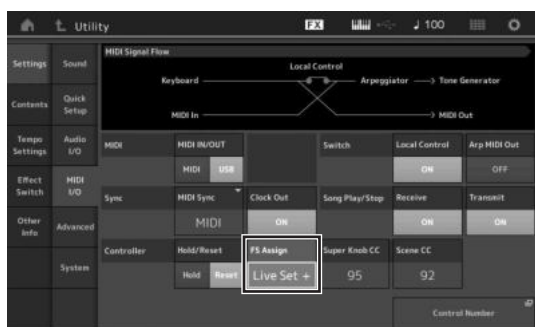 Utility FX ♩ 100
Settings Sound
Contents Quick Setup
Tempo Settings Audio I/O
Effect Switch MIDI I/O
Other Info Advanced
System
MIDI Signal Flow
Local Control
Keyboard Arpeggiator Tone Generator
MIDI In MIDI Out
MIDI MIDI IN/OUT Switch Local Control Arp MIDI Out
MIDI USB ON OFF
Sync MIDI Sync Clock Out Song Play/Stop Receive Transmit
MIDI ON ON ON
Controller Hold/Reset FS Assign Super Knob CC Scene CC
Hold Reset Live Set + 95 92
Control Number